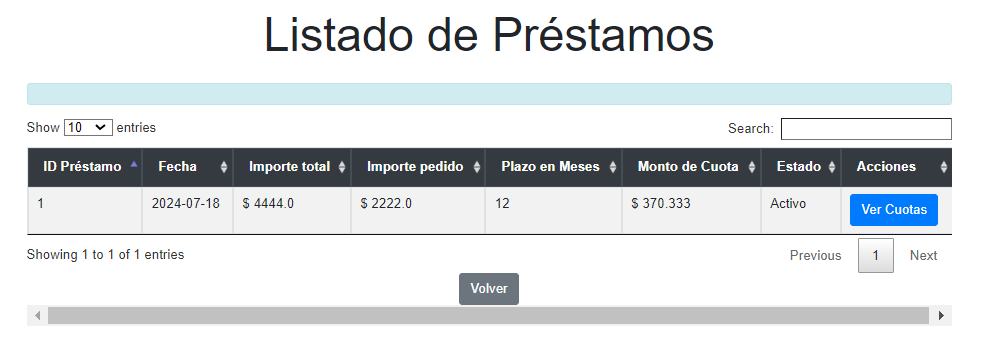 Listado de Préstamos
Show 10 entries
Search:
ID Préstamo Fecha Importe total Importe pedido Plazo en Meses Monto de Cuota Estado Acciones
1 2024-07-18 $ 4444.0 $ 2222.0 12 $ 370.333 Activo Ver Cuotas
Showing 1 to 1 of 1 entries
Previous 1 Next
Volver